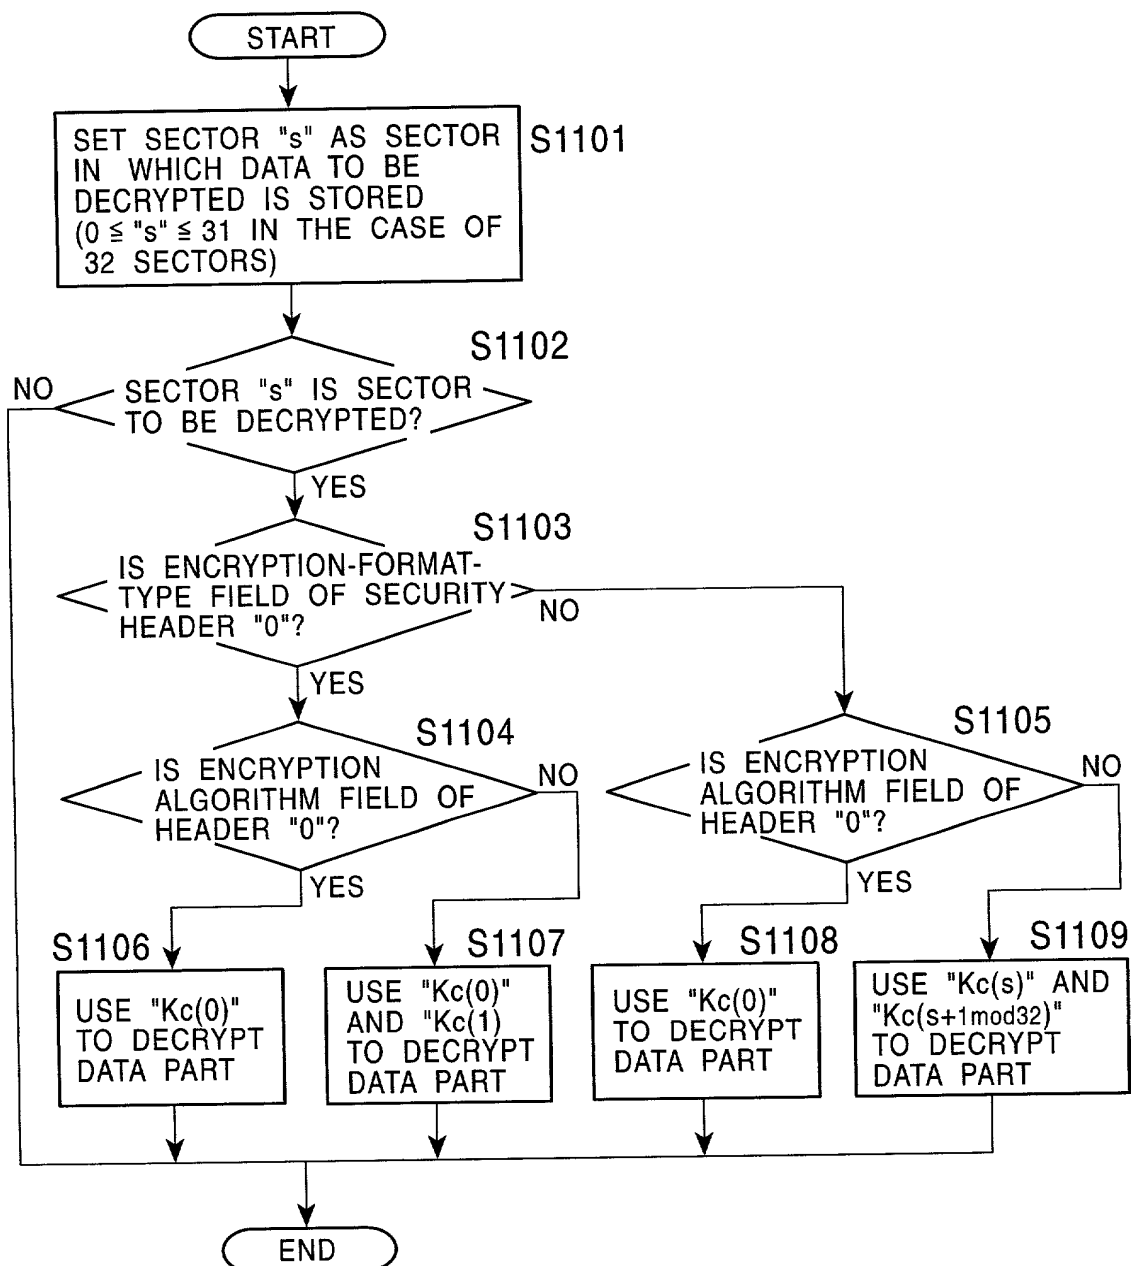 START
SET SECTOR "s" AS SECTOR
IN WHICH DATA TO BE
DECRYPTED IS STORED
(0 ≦ "s" ≦ 31 IN THE CASE OF
32 SECTORS)
S1101
S1102
NO
SECTOR "s" IS SECTOR
TO BE DECRYPTED?
YES
S1103
IS ENCRYPTION-FORMAT-
TYPE FIELD OF SECURITY
HEADER "0"?
NO
YES
S1104
IS ENCRYPTION
ALGORITHM FIELD OF
HEADER "0"?
NO
YES
S1105
IS ENCRYPTION
ALGORITHM FIELD OF
HEADER "0"?
NO
YES
S1106
USE "Kc(0)"
TO DECRYPT
DATA PART
S1107
USE "Kc(0)"
AND "Kc(1)
TO DECRYPT
DATA PART
S1108
USE "Kc(0)"
TO DECRYPT
DATA PART
S1109
USE "Kc(s)" AND
"Kc(s+1mod32)"
TO DECRYPT
DATA PART
END